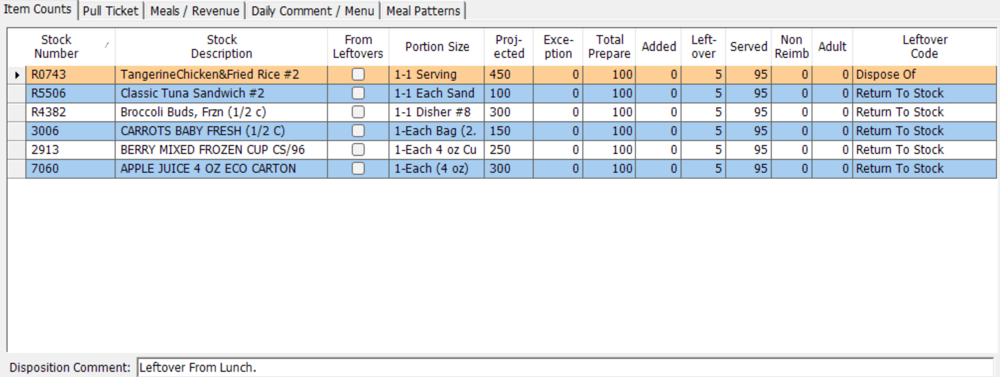 Item Counts Pull Ticket Meals / Revenue Daily Comment / Menu Meal Patterns
Stock Number Stock Description From Leftovers Portion Size Proj-ected Exce-ption Total Prepare Added Left-over Served Non Reimb Adult Leftover Code
R0743 TangerineChicken&Fried Rice #2 1-1 Serving 450 0 100 0 5 95 0 0 Dispose Of
R5506 Classic Tuna Sandwich #2 1-1 Each Sand 100 0 100 0 5 95 0 0 Return To Stock
R4382 Broccoli Buds, Frzn (1/2 c) 1-1 Disher #8 300 0 100 0 5 95 0 0 Return To Stock
3006 CARROTS BABY FRESH (1/2 C) 1-Each Bag (2. 150 0 100 0 5 95 0 0 Return To Stock
2913 BERRY MIXED FROZEN CUP CS/96 1-Each 4 oz Cu 250 0 100 0 5 95 0 0 Return To Stock
7060 APPLE JUICE 4 OZ ECO CARTON 1-Each (4 oz) 300 0 100 0 5 95 0 0 Return To Stock
Disposition Comment: Leftover From Lunch.